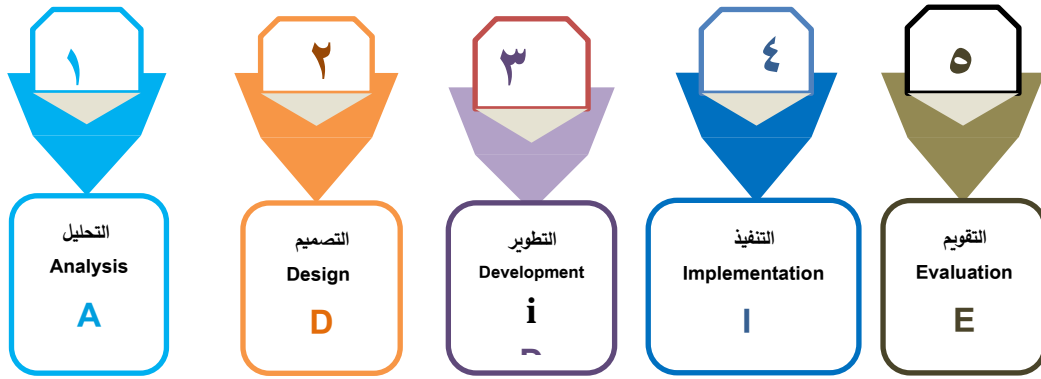 ١
٢
٣
٤
٥
التحليل
Analysis
A
التصميم
Design
D
التطوير
Development
i
التنفيذ
Implementation
I
التقويم
Evaluation
E